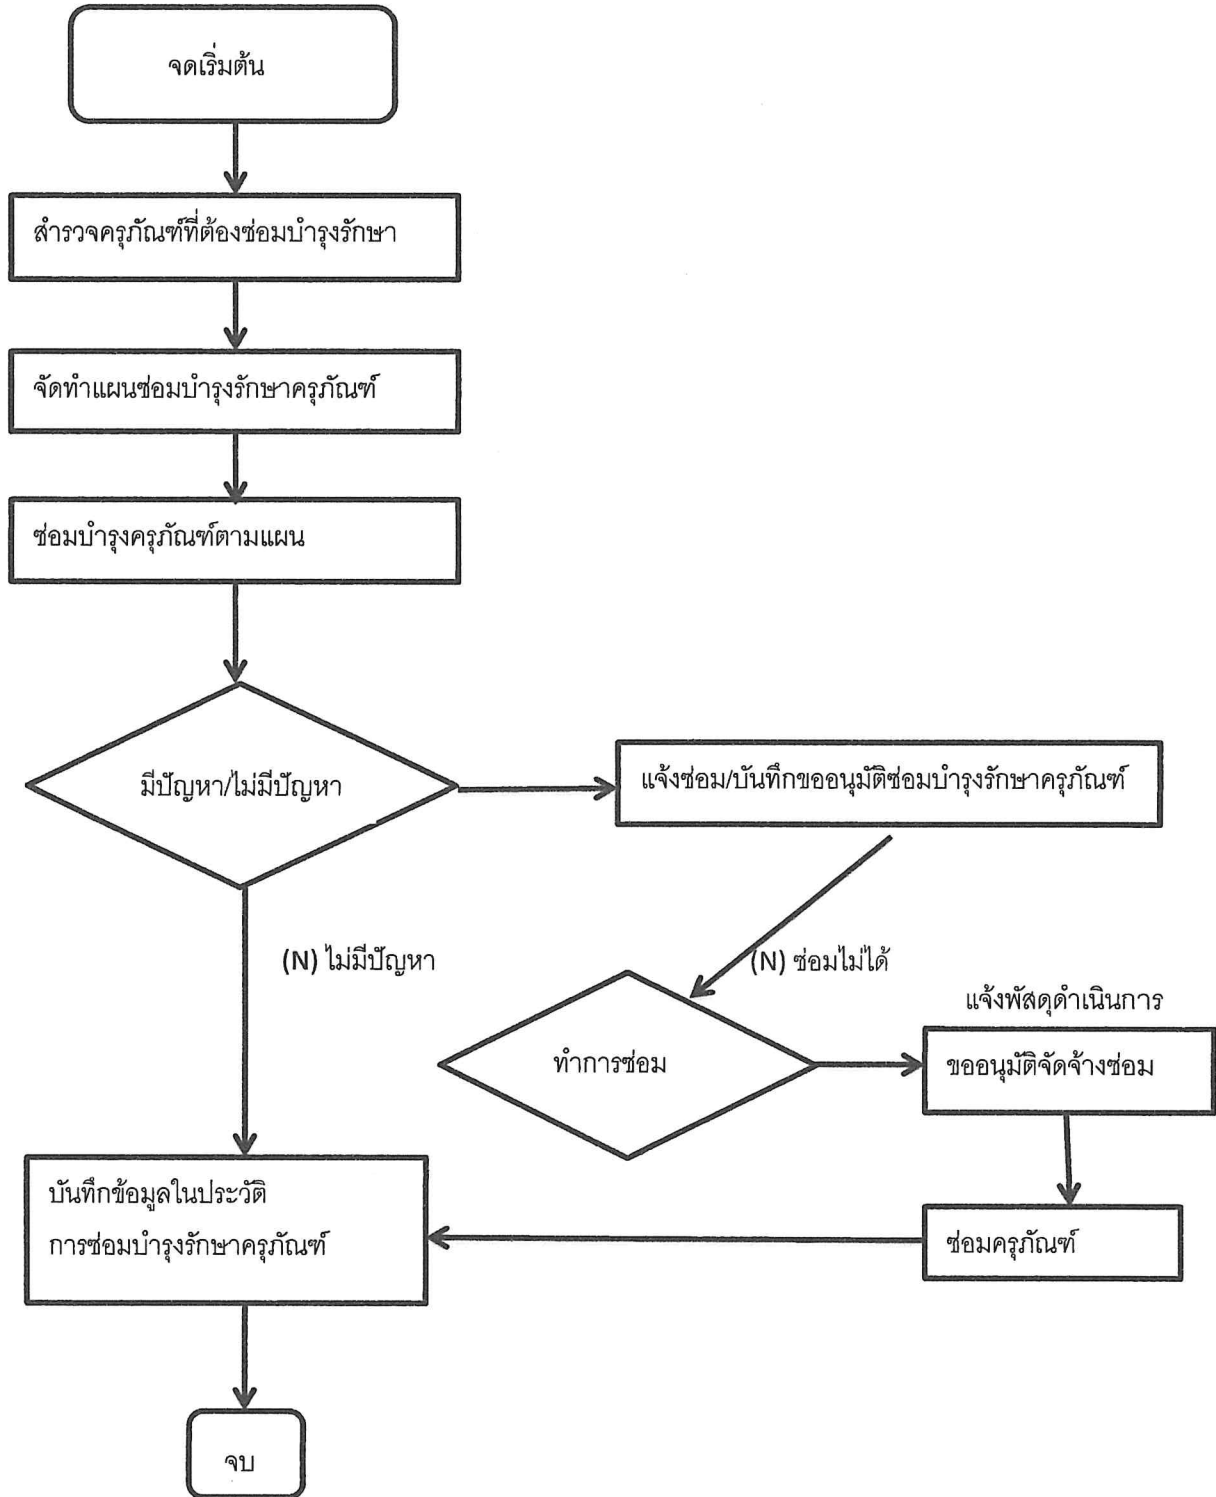 จดเริ่มต้น
สำรวจครุภัณฑ์ที่ต้องซ่อมบำรุงรักษา
จัดทำแผนซ่อมบำรุงรักษาครุภัณฑ์
ซ่อมบำรุงครุภัณฑ์ตามแผน
มีปัญหา/ไม่มีปัญหา
แจ้งซ่อม/บันทึกขออนุมัติซ่อมบำรุงรักษาครุภัณฑ์
(N) ไม่มีปัญหา
(N) ซ่อมไม่ได้
แจ้งพัสดุดำเนินการ
ทำการซ่อม
ขออนุมัติจัดจ้างซ่อม
บันทึกข้อมูลในประวัติ
การซ่อมบำรุงรักษาครุภัณฑ์
ซ่อมครุภัณฑ์
จบ